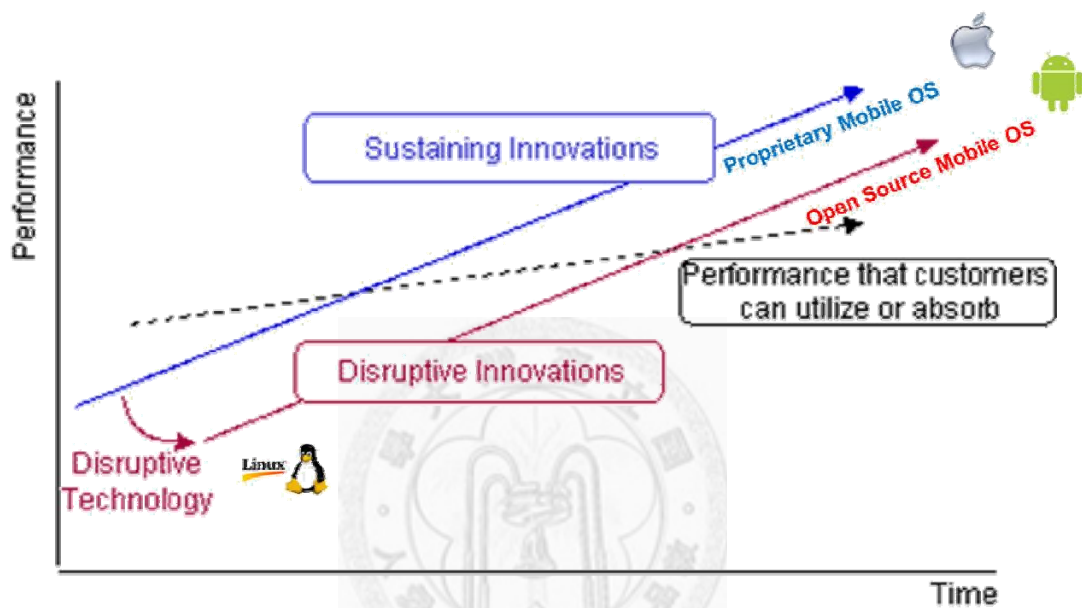 Performance
Sustaining Innovations
Proprietary Mobile OS
Open Source Mobile OS
Performance that customers
can utilize or absorb
Disruptive Innovations
Disruptive
Technology
Linux
Time